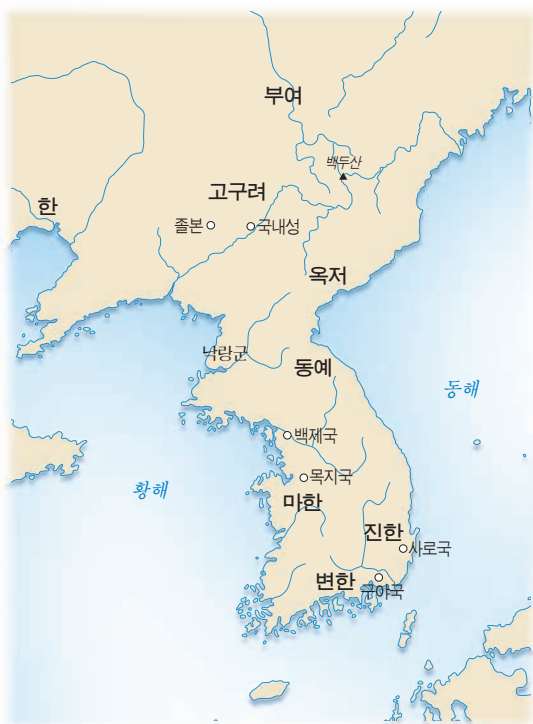 부여
백두산
고구려
한
졸본
국내성
옥저
낙랑군
동예
동해
백제국
목지국
황해
마한
진한
사로국
변한
구야국